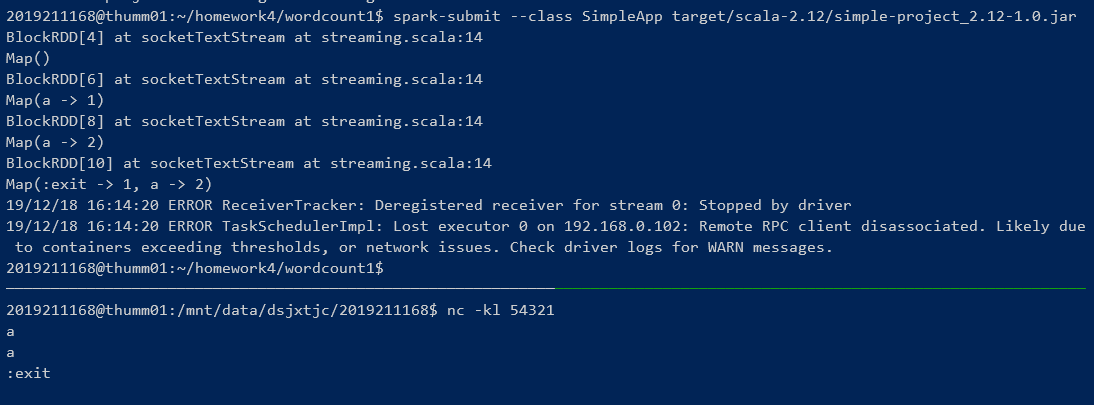 2019211168@thumm01:~/homework4/wordcount1$ spark-submit --class SimpleApp target/scala-2.12/simple-project_2.12-1.0.jar
BlockRDD[4] at socketTextStream at streaming.scala:14
Map()
BlockRDD[6] at socketTextStream at streaming.scala:14
Map(a -> 1)
BlockRDD[8] at socketTextStream at streaming.scala:14
Map(a -> 2)
BlockRDD[10] at socketTextStream at streaming.scala:14
Map(:exit -> 1, a -> 2)
19/12/18 16:14:20 ERROR ReceiverTracker: Deregistered receiver for stream 0: Stopped by driver
19/12/18 16:14:20 ERROR TaskSchedulerImpl: Lost executor 0 on 192.168.0.102: Remote RPC client disassociated. Likely due
 to containers exceeding thresholds, or network issues. Check driver logs for WARN messages.
2019211168@thumm01:~/homework4/wordcount1$
2019211168@thumm01:/mnt/data/dsjxtjc/2019211168$ nc -kl 54321
a
a
:exit